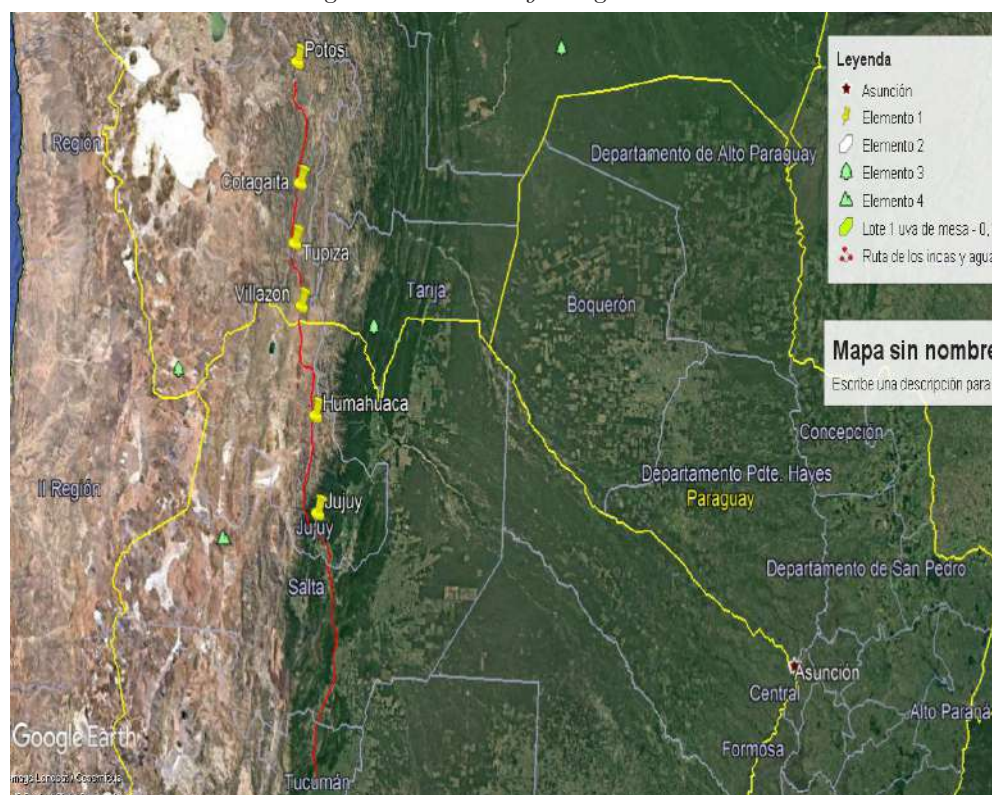 Potosí
I Región
Cotagaita
Tupiza
Villazón
Tarija
Boquerón
Departamento de Alto Paraguay
Leyenda
Asunción
Elemento 1
Elemento 2
Elemento 3
Elemento 4
Lote 1 uva de mesa - 0,
Ruta de los incas y agua
Mapa sin nombre
Escribe una descripción para
Humahuaca
Concepción
II Región
Departamento Pdte. Hayes
Paraguay
Jujuy
Jujuy
Salta
Departamento de San Pedro
Asunción
Central
Alto Paraná
Formosa
Google Earth
Tucumán